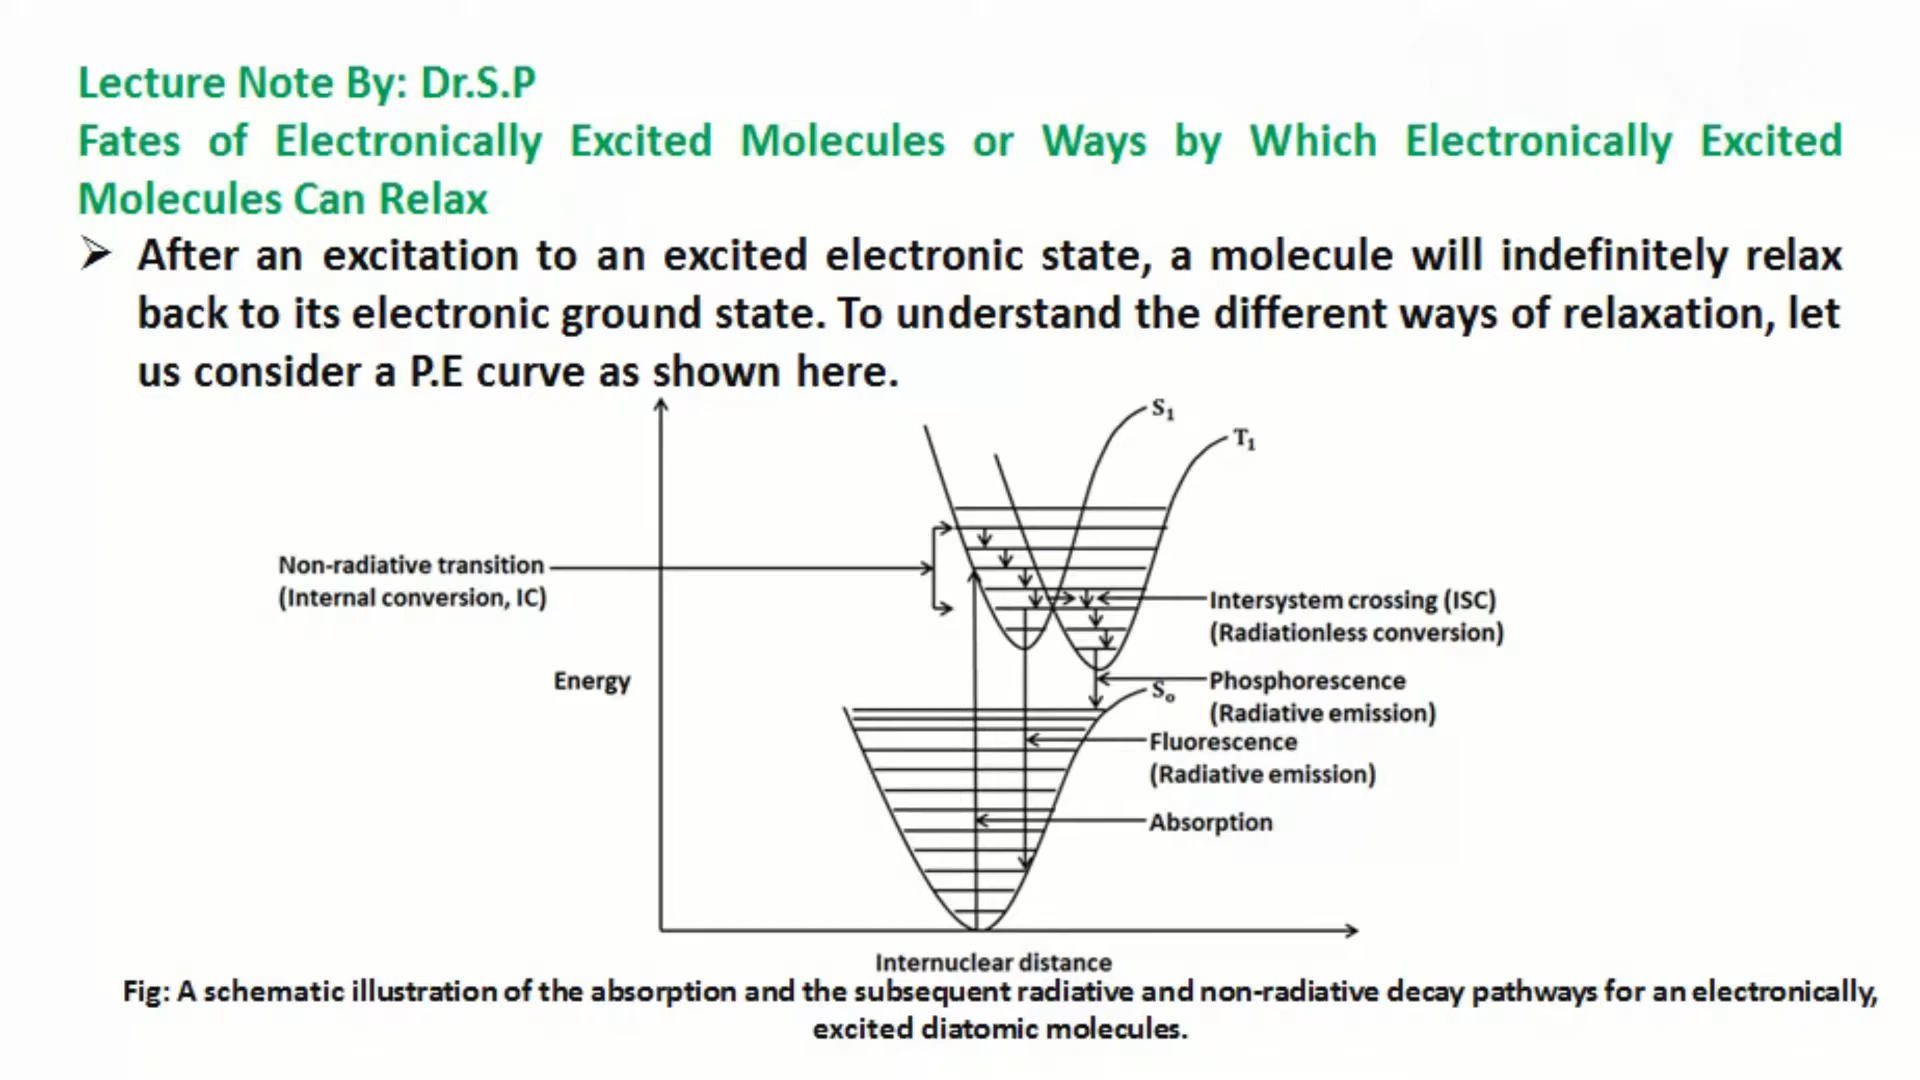 Lecture Note By: Dr.S.P
Fates of Electronically Excited Molecules or Ways by Which Electronically Excited
Molecules Can Relax
➢ After an excitation to an excited electronic state, a molecule will indefinitely relax
back to its electronic ground state. To understand the different ways of relaxation, let
us consider a P.E curve as shown here.
S₁
T₁
Non-radiative transition
(Internal conversion, IC)
Intersystem crossing (ISC)
(Radiationless conversion)
Energy
Phosphorescence
S₀
(Radiative emission)
Fluorescence
(Radiative emission)
Absorption
Internuclear distance
Fig: A schematic illustration of the absorption and the subsequent radiative and non-radiative decay pathways for an electronically,
excited diatomic molecules.